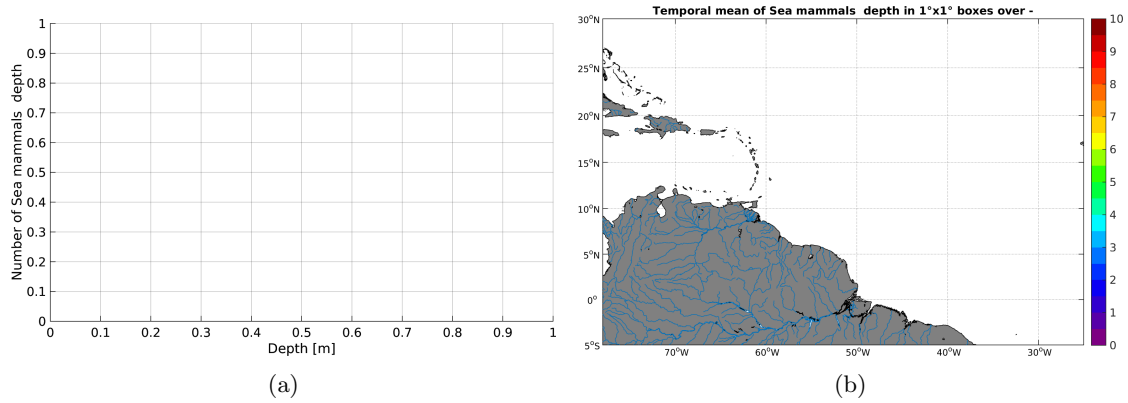 1
0.9
0.8
0.7
0.6
0.5
0.4
0.3
0.2
0.1
0
Number of Sea mammals  depth
0 0.1 0.2 0.3 0.4 0.5 0.6 0.7 0.8 0.9 1
Depth [m]
(a)
Temporal mean of Sea mammals  depth in 1°x1° boxes over -
30°N
25°N
20°N
15°N
10°N
5°N
0°
5°S
70°W 60°W 50°W 40°W 30°W
10
9
8
7
6
5
4
3
2
1
0
(b)